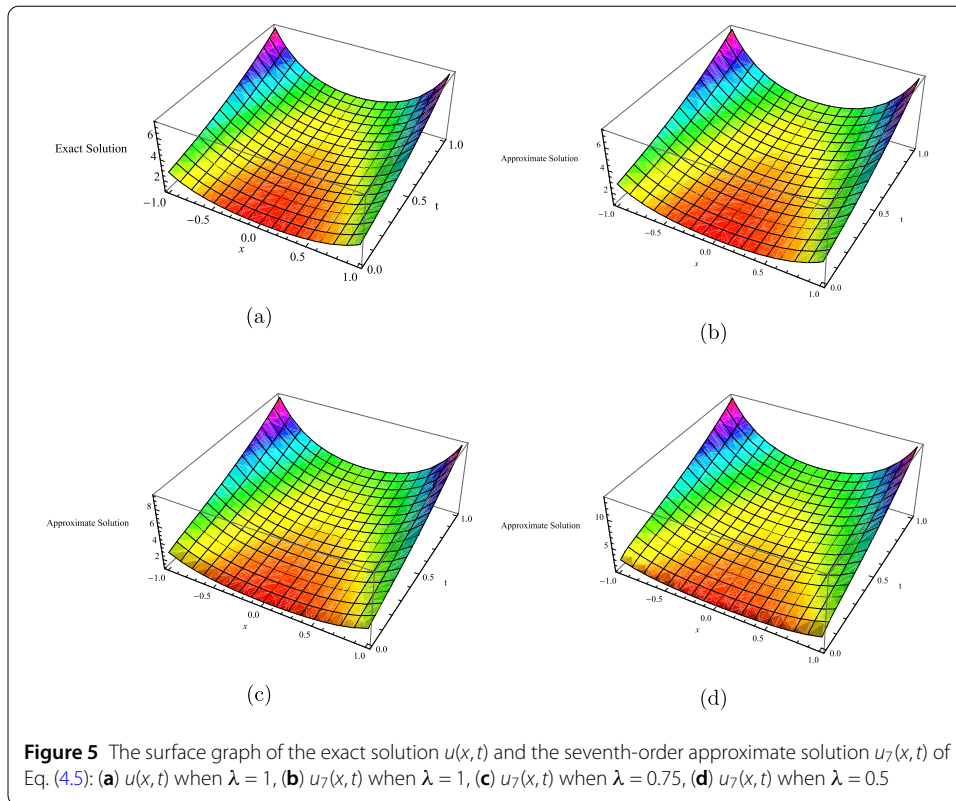 Exact Solution
6
4
2
−1.0
−0.5
0.0
x
0.5
1.0
0.0
0.5
t
1.0
(a)
Approximate Solution
6
4
2
−1.0
−0.5
0.0
x
0.5
1.0
0.0
0.5
t
1.0
(b)
Approximate Solution
8
6
4
2
−1.0
−0.5
0.0
x
0.5
1.0
0.0
0.5
t
1.0
(c)
Approximate Solution
10
5
−1.0
−0.5
0.0
x
0.5
1.0
0.0
0.5
t
1.0
(d)
Figure 5 The surface graph of the exact solution u(x, t) and the seventh-order approximate solution u₇(x, t) of
Eq. (4.5): (a) u(x, t) when λ = 1, (b) u₇(x, t) when λ = 1, (c) u₇(x, t) when λ = 0.75, (d) u₇(x, t) when λ = 0.5